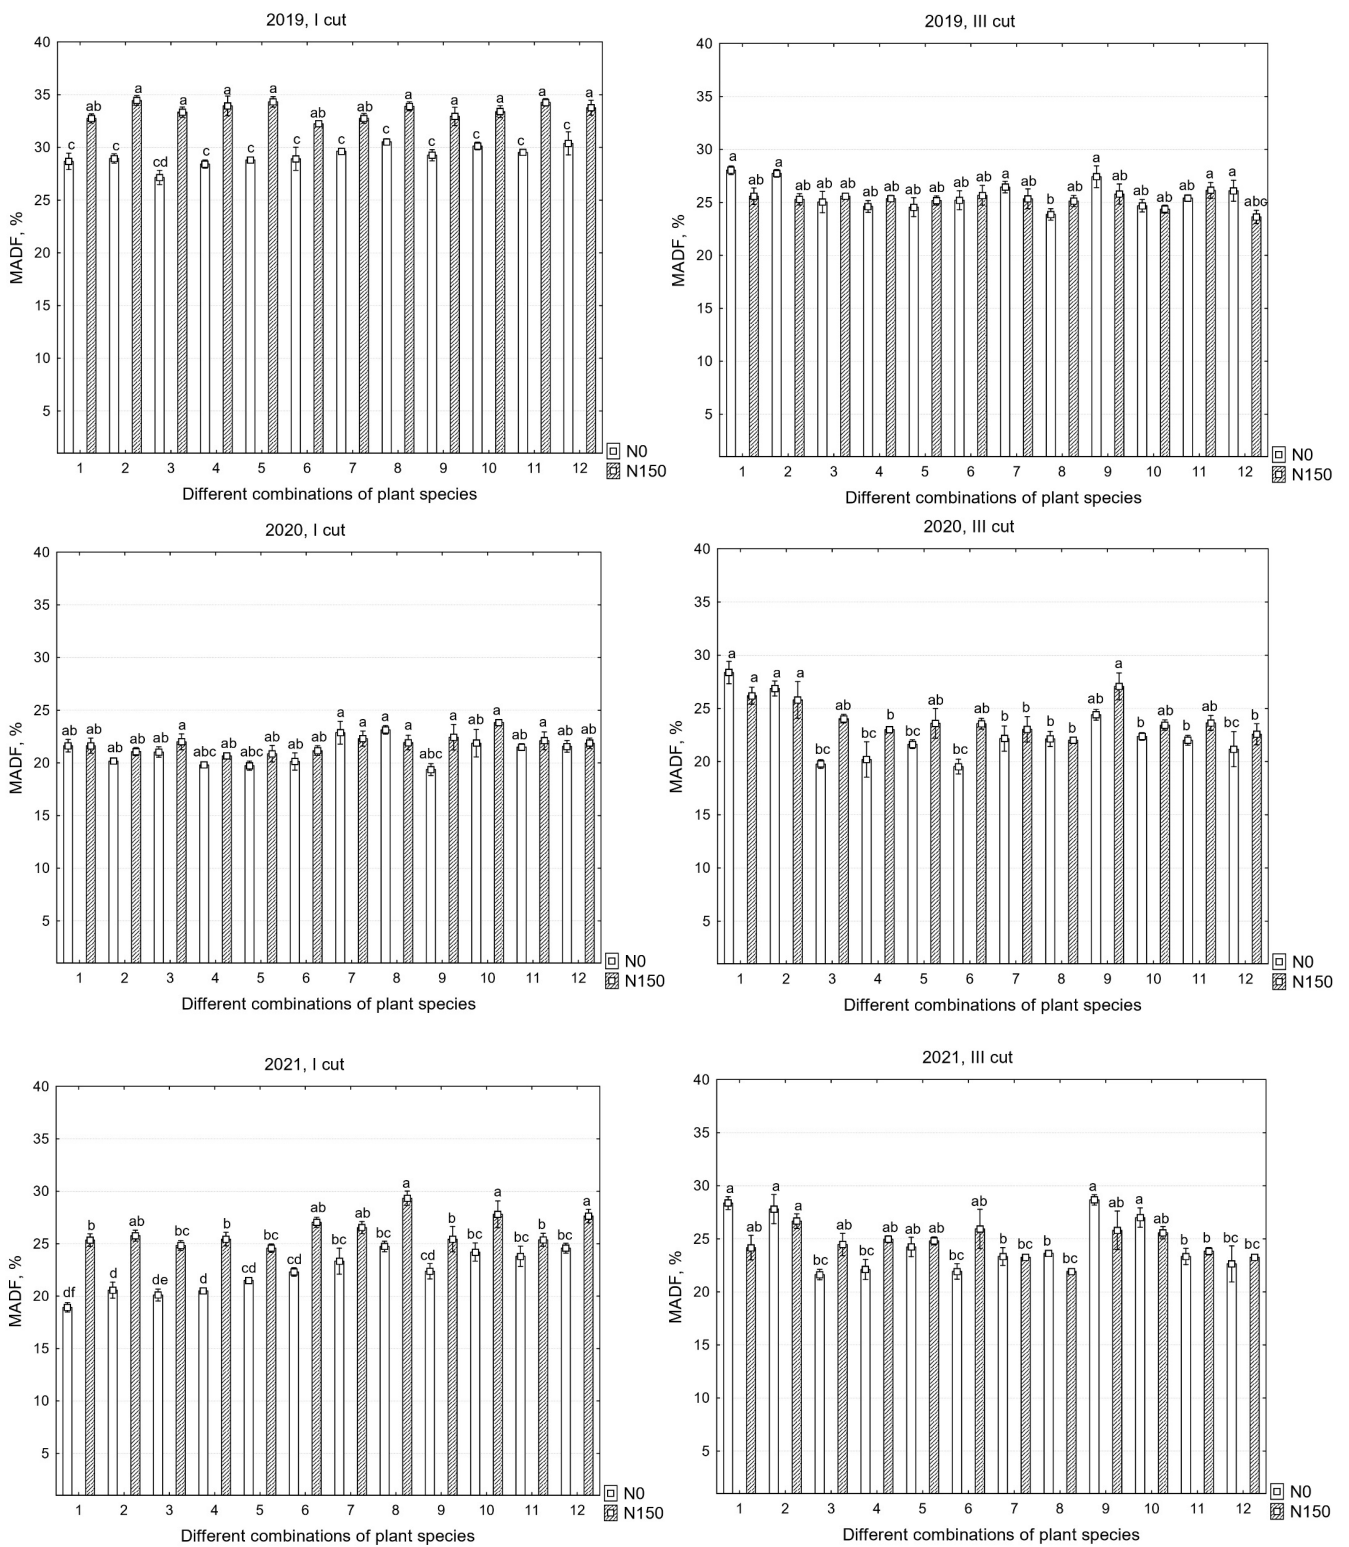 2019, I cut
MADF, %
40
35
30
25
20
15
10
5
c ab c a cd a c a c a c ab c ab c a c a c a c a c a
1 2 3 4 5 6 7 8 9 10 11 12
Different combinations of plant species
N0
N150
2019, III cut
MADF, %
40
35
30
25
20
15
10
5
a ab a ab ab ab ab ab ab ab ab ab a ab b ab a ab ab ab ab a ab abc
1 2 3 4 5 6 7 8 9 10 11 12
Different combinations of plant species
N0
N150
2020, I cut
MADF, %
40
35
30
25
20
15
10
5
ab ab ab ab ab a abc ab abc ab ab ab a a a a abc a ab a ab a ab ab
1 2 3 4 5 6 7 8 9 10 11 12
Different combinations of plant species
N0
N150
2020, III cut
MADF, %
40
35
30
25
20
15
10
5
a a a a bc ab bc a bc ab bc ab b b b b ab a b ab b ab bc b
1 2 3 4 5 6 7 8 9 10 11 12
Different combinations of plant species
N0
N150
2021, I cut
MADF, %
40
35
30
25
20
15
10
5
df b d ab de bc d b cd bc cd ab bc ab bc a cd b bc a bc b bc a
1 2 3 4 5 6 7 8 9 10 11 12
Different combinations of plant species
N0
N150
2021, III cut
MADF, %
40
35
30
25
20
15
10
5
a ab a a bc ab bc ab ab ab bc ab b bc b bc a ab a ab b b bc bc
1 2 3 4 5 6 7 8 9 10 11 12
Different combinations of plant species
N0
N150